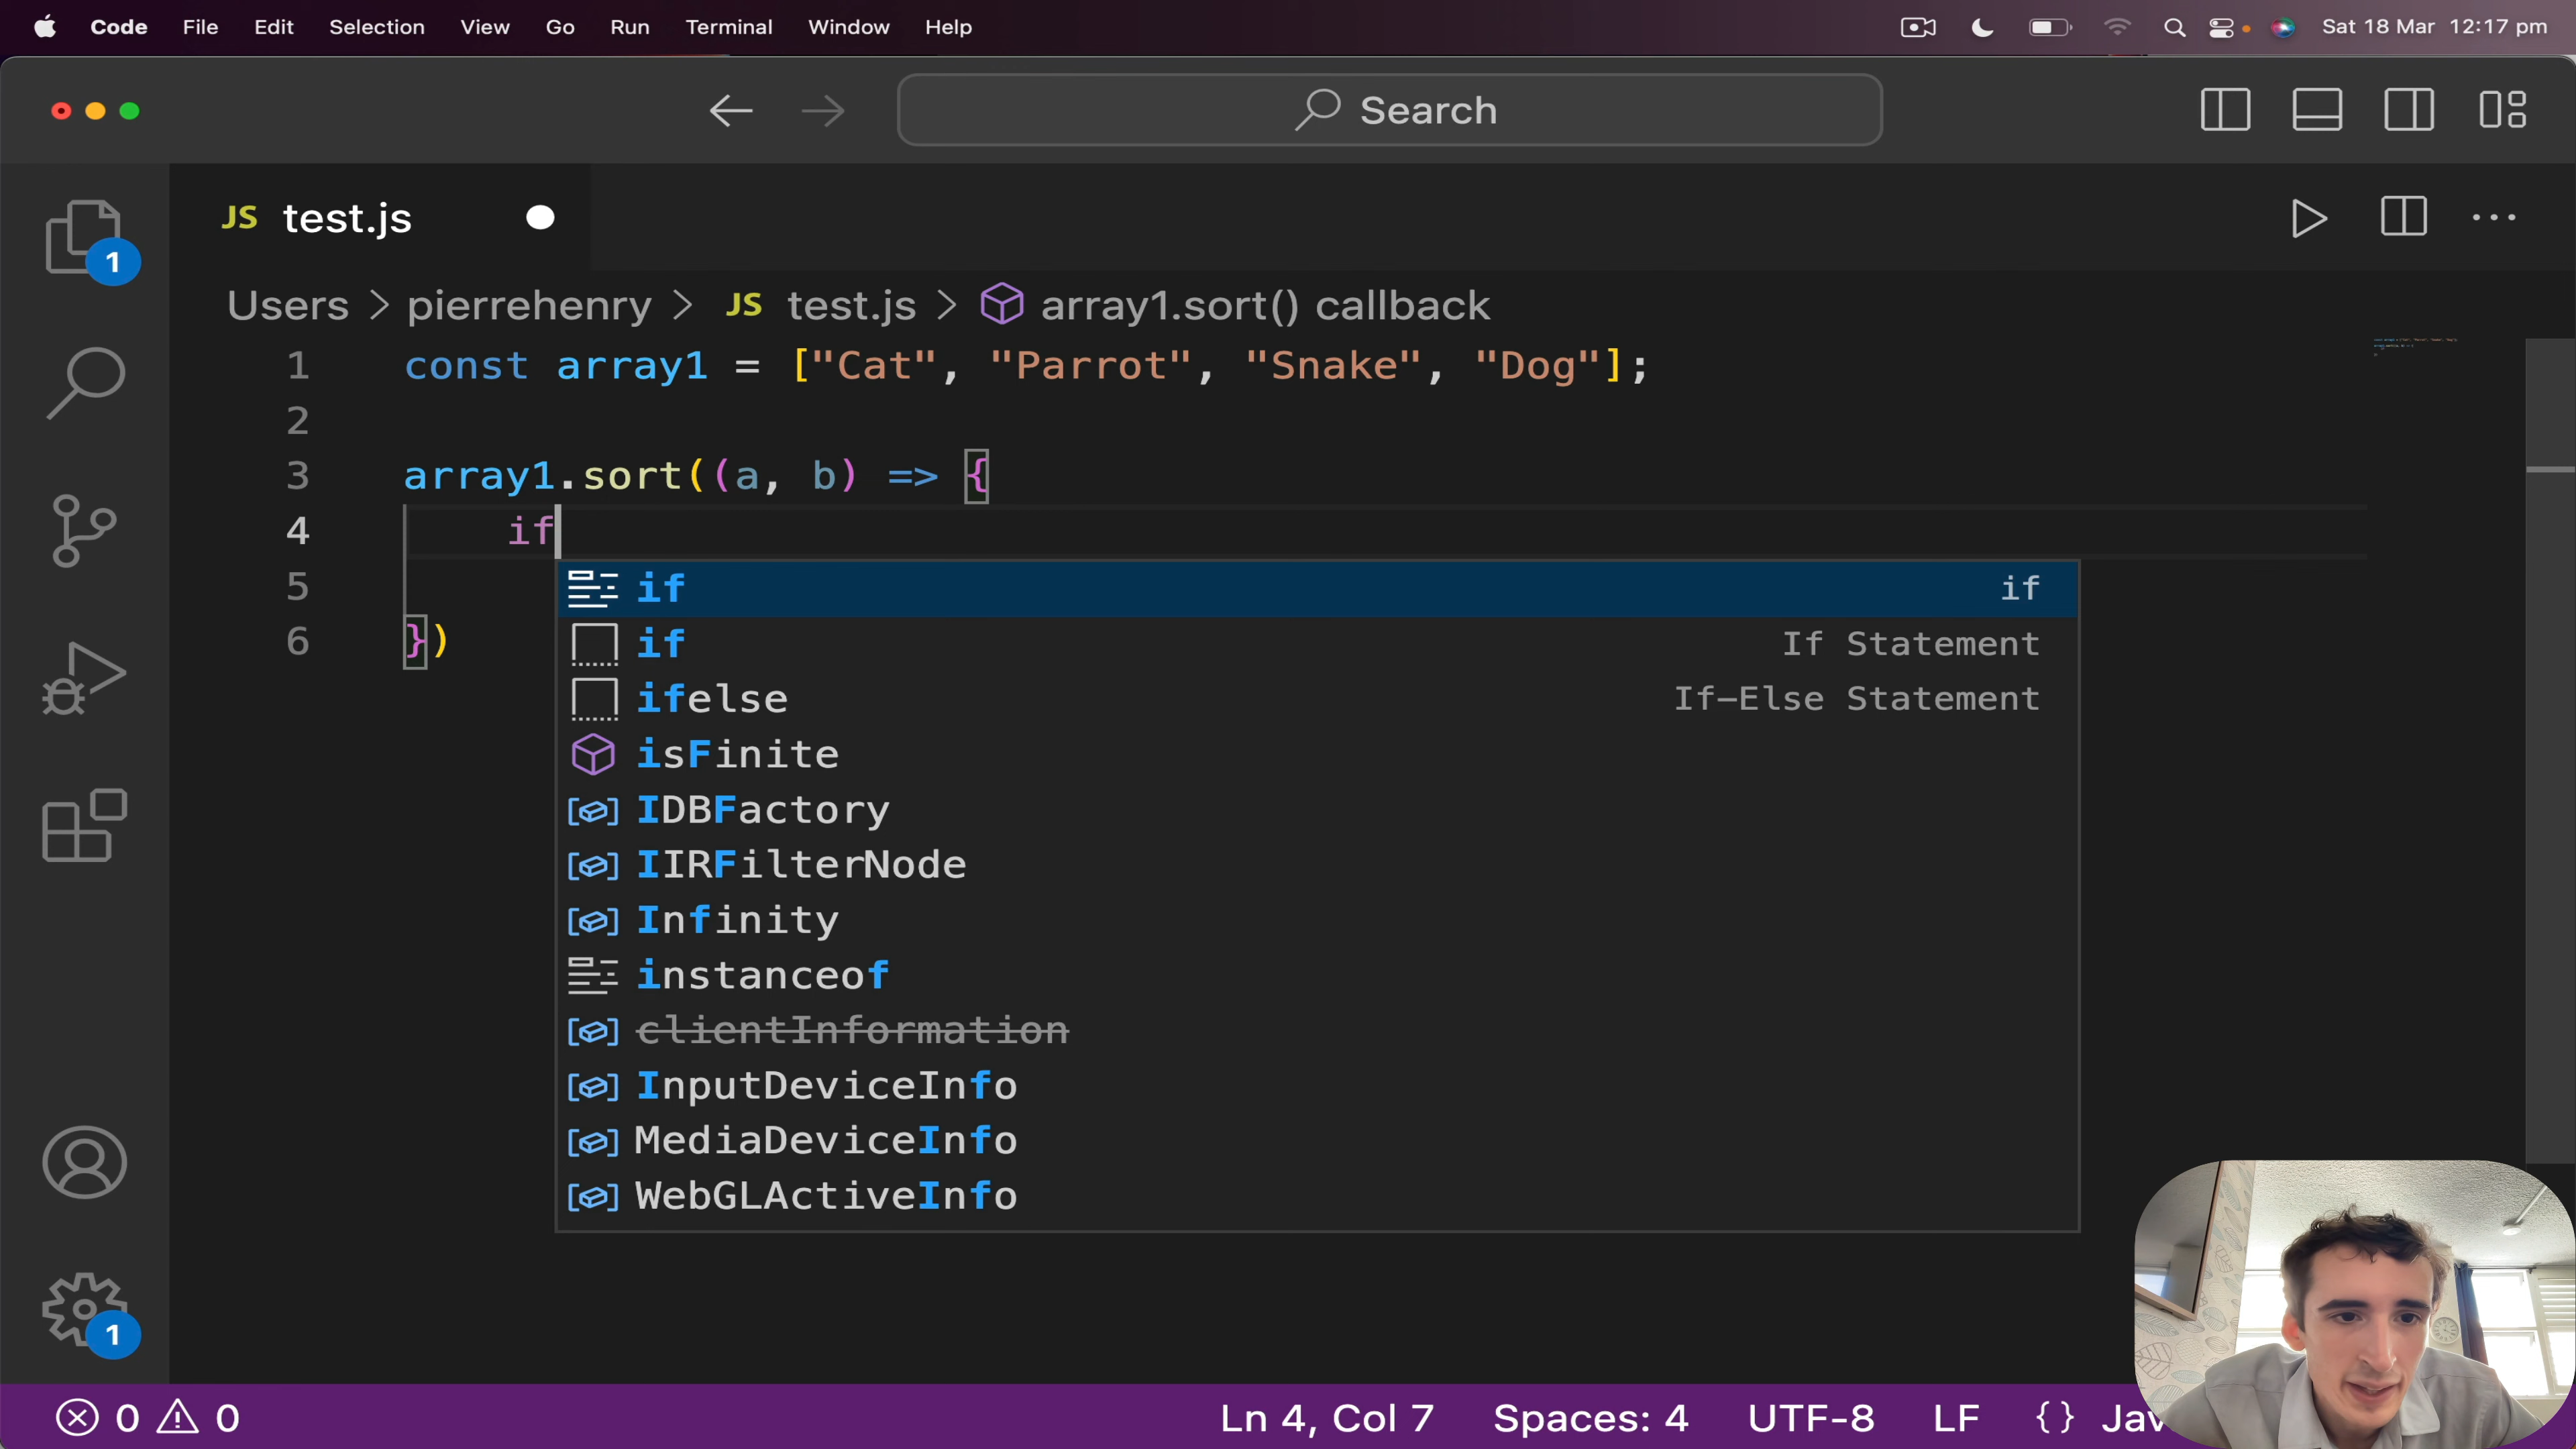 Code File Edit Selection View Go Run Terminal Window Help Sat 18 Mar 12:17 pm
Search
JS test.js
1
Users > pierrehenry > JS test.js > array1.sort() callback
1 const array1 = ["Cat", "Parrot", "Snake", "Dog"];
2
3 array1.sort((a, b) => {
4 if
5
6 })
if if
if If Statement
ifelse If-Else Statement
isFinite
IDBFactory
IIRFilterNode
Infinity
instanceof
clientInformation
InputDeviceInfo
MediaDeviceInfo
WebGLActiveInfo
1
0 0 Ln 4, Col 7 Spaces: 4 UTF-8 LF {}